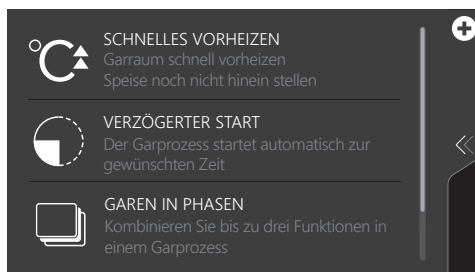 SCHNELLES VORHEIZEN
Garraum schnell vorheizen
Speise noch nicht hinein stellen
VERZÖGERTER START
Der Garprozess startet automatisch zur
gewünschten Zeit
GAREN IN PHASEN
Kombinieren Sie bis zu drei Funktionen in
einem Garprozess